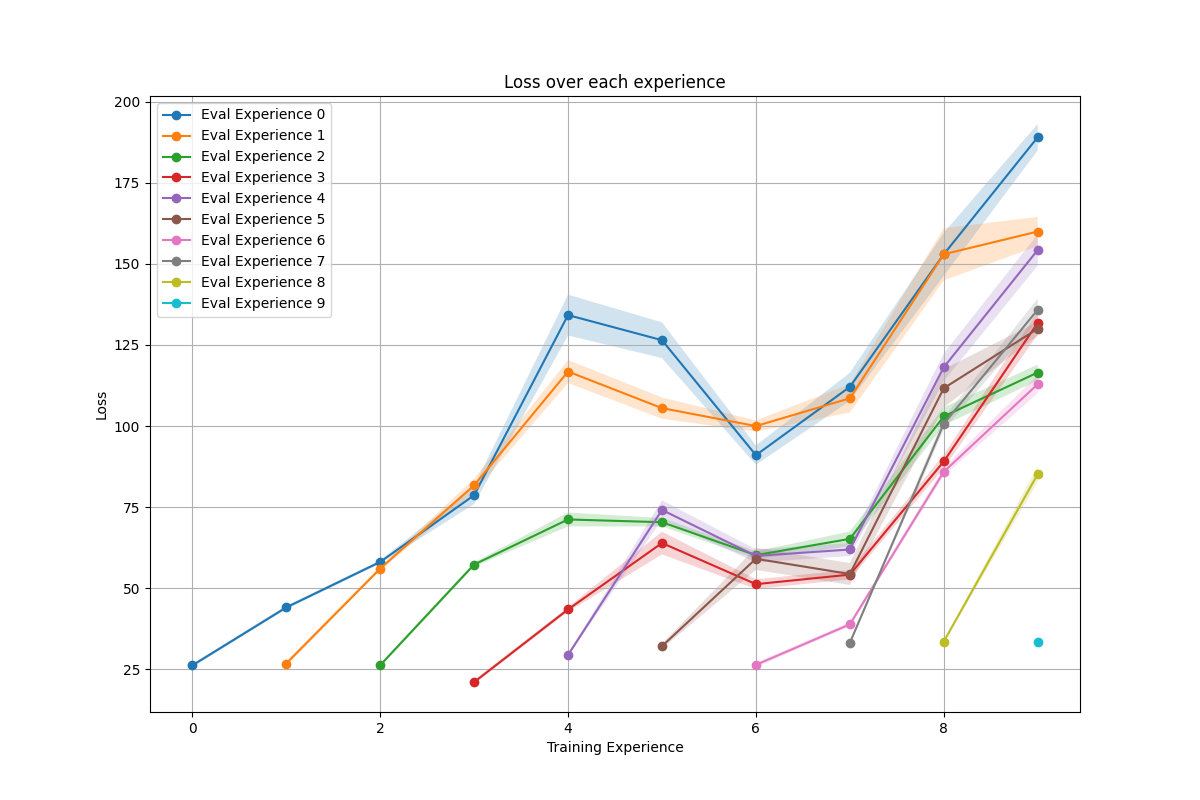 Loss over each experience
200
175
150
125
100
75
50
25
Loss
Eval Experience 0
Eval Experience 1
Eval Experience 2
Eval Experience 3
Eval Experience 4
Eval Experience 5
Eval Experience 6
Eval Experience 7
Eval Experience 8
Eval Experience 9
0 2 4 6 8
Training Experience